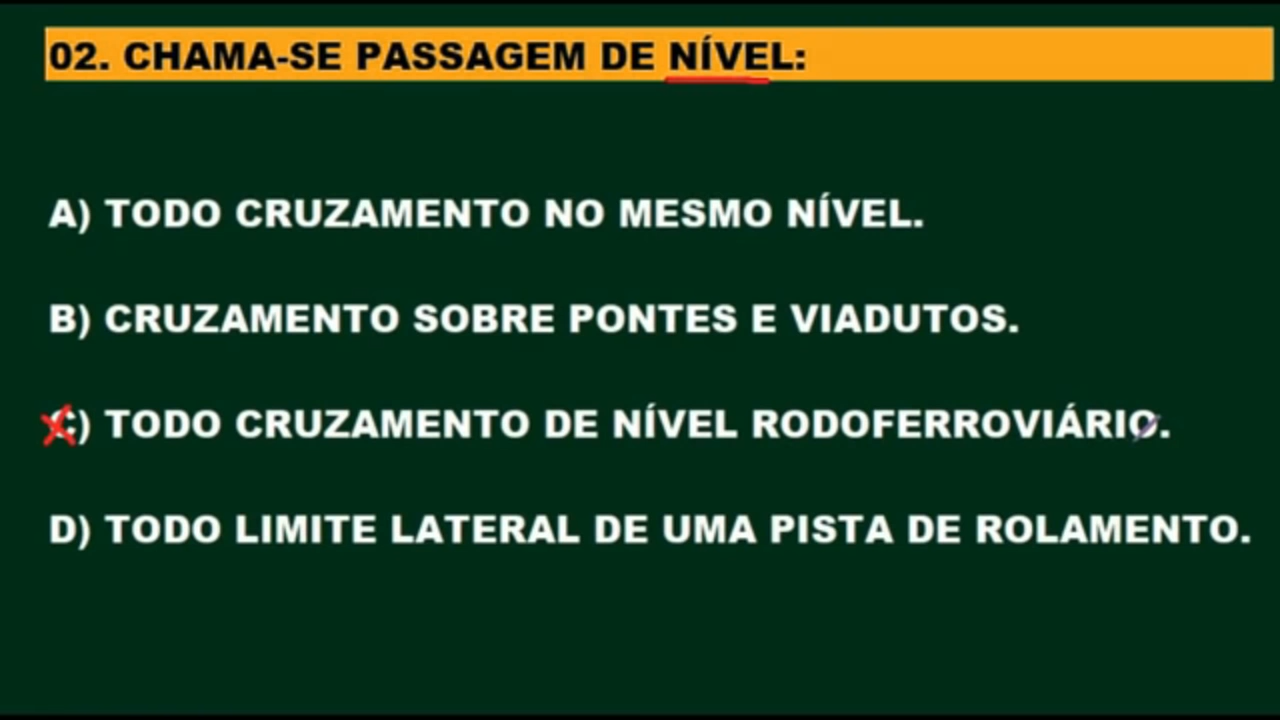 02. CHAMA-SE PASSAGEM DE NÍVEL:
A) TODO CRUZAMENTO NO MESMO NÍVEL.
B) CRUZAMENTO SOBRE PONTES E VIADUTOS.
C) TODO CRUZAMENTO DE NÍVEL RODOFERROVIÁRIO.
D) TODO LIMITE LATERAL DE UMA PISTA DE ROLAMENTO.